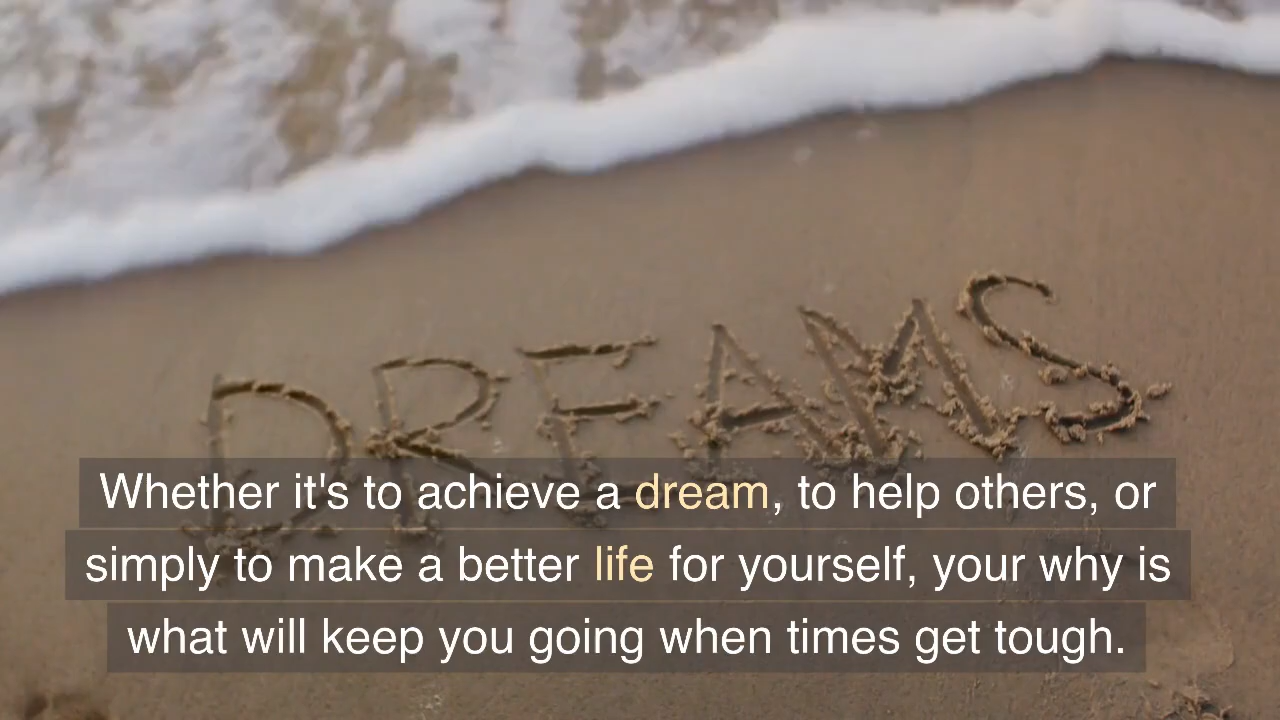 DREAMS
Whether it's to achieve a dream, to help others, or
simply to make a better life for yourself, your why is
what will keep you going when times get tough.